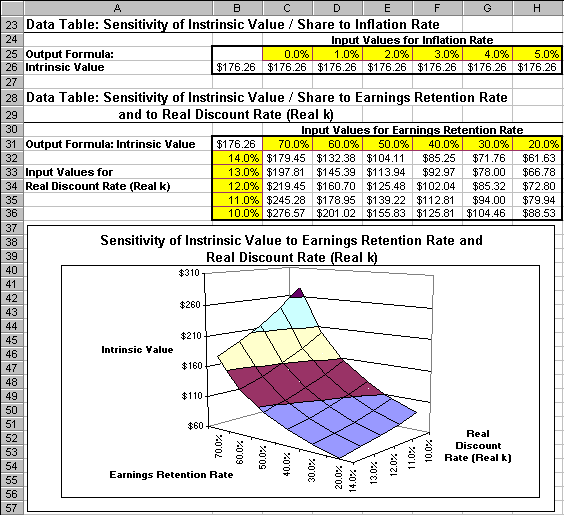 A B C D E F G H
23 Data Table: Sensitivity of Instrinsic Value / Share to Inflation Rate
24 Input Values for Inflation Rate
25 Output Formula: 0.0% 1.0% 2.0% 3.0% 4.0% 5.0%
26 Intrinsic Value $176.26 $176.26 $176.26 $176.26 $176.26 $176.26 $176.26
27
28 Data Table: Sensitivity of Instrinsic Value / Share to Earnings Retention Rate
29 and to Real Discount Rate (Real k)
30 Input Values for Earnings Retention Rate
31 Output Formula: Intrinsic Value $176.26 70.0% 60.0% 50.0% 40.0% 30.0% 20.0%
32 14.0% $179.45 $132.38 $104.11 $85.25 $71.76 $61.63
33 Input Values for 13.0% $197.81 $145.39 $113.94 $92.97 $78.00 $66.78
34 Real Discount Rate (Real k) 12.0% $219.45 $160.70 $125.48 $102.04 $85.32 $72.80
35 11.0% $245.28 $178.95 $139.22 $112.81 $94.00 $79.94
36 10.0% $276.57 $201.02 $155.83 $125.81 $104.46 $88.53
37
38 Sensitivity of Instrinsic Value to Earnings Retention Rate and
39 Real Discount Rate (Real k)
40 $310
41
42 $260
43
44 $210
45 Intrinsic Value
46
47 $160
48
49 $110
50
51 $60
52 Real
53 Discount
54 Rate (Real k)
55 Earnings Retention Rate
56
57
70.0% 60.0% 50.0% 40.0% 30.0% 20.0%
14.0% 13.0% 12.0% 11.0% 10.0%